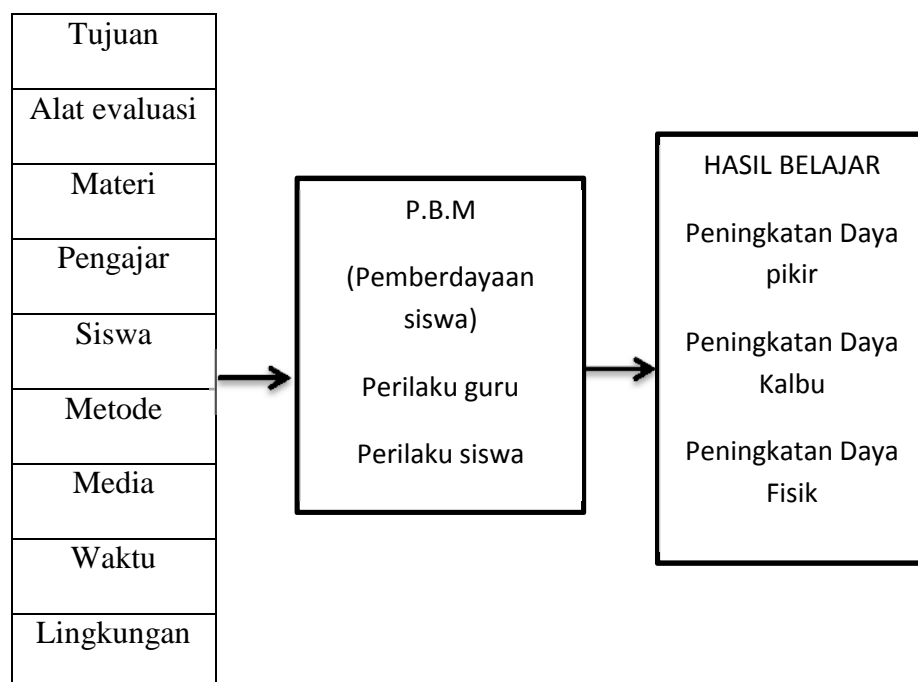 Tujuan
Alat evaluasi
Materi
Pengajar
Siswa
Metode
Media
Waktu
Lingkungan
P.B.M
(Pemberdayaan
siswa)
Perilaku guru
Perilaku siswa
HASIL BELAJAR
Peningkatan Daya
pikir
Peningkatan Daya
Kalbu
Peningkatan Daya
Fisik